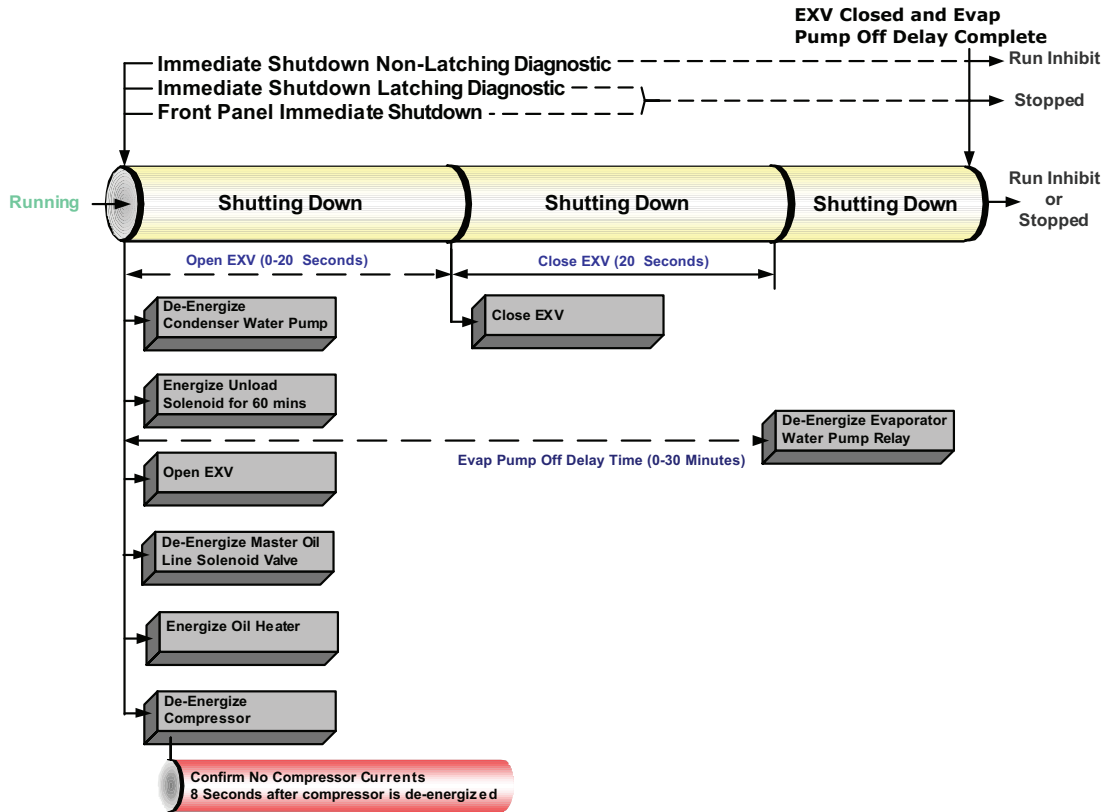 EXV Closed and Evap
Pump Off Delay Complete
Immediate Shutdown Non-Latching Diagnostic
Run Inhibit
Immediate Shutdown Latching Diagnostic
Stopped
Front Panel Immediate Shutdown
Running
Shutting Down
Shutting Down
Shutting Down
Run Inhibit
or
Stopped
Open EXV (0-20 Seconds)
Close EXV (20 Seconds)
De-Energize
Condenser Water Pump
Close EXV
Energize Unload
Solenoid for 60 mins
De-Energize Evaporator
Water Pump Relay
Evap Pump Off Delay Time (0-30 Minutes)
Open EXV
De-Energize Master Oil
Line Solenoid Valve
Energize Oil Heater
De-Energize
Compressor
Confirm No Compressor Currents
8 Seconds after compressor is de-energized